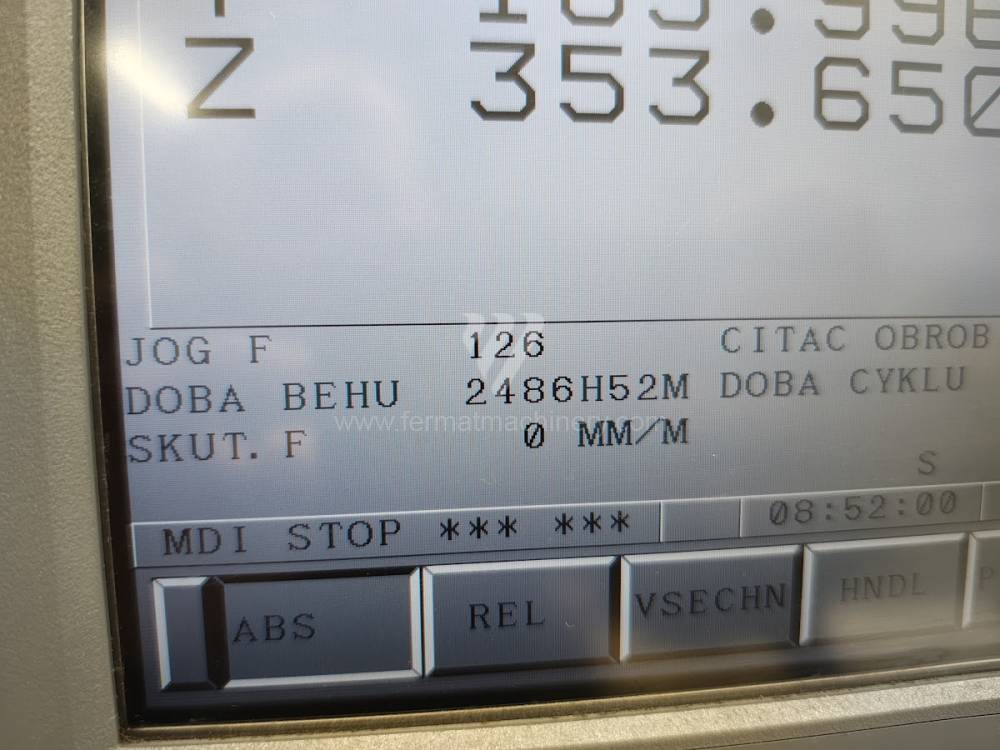 Z 353.650
JOG F 126 CITAC OBROB
DOBA BEHU 2486H52M DOBA CYKLU
www.fermatmachinery.com
SKUT. F 0 MM/M
S
MDI STOP *** *** 08:52:00
ABS REL VSECHN HNDL